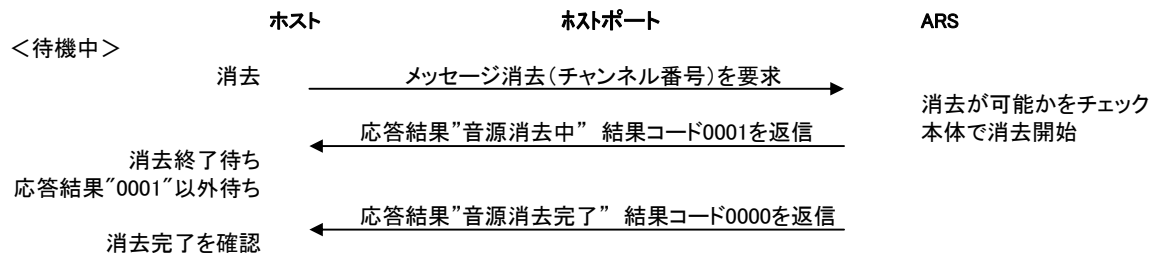 ホスト ホストポート ARS
＜待機中＞
消去 メッセージ消去（チャンネル番号）を要求
消去が可能かをチェック
応答結果”音源消去中” 結果コード0001を返信 本体で消去開始
消去終了待ち
応答結果"0001"以外待ち
応答結果”音源消去完了” 結果コード0000を返信
消去完了を確認